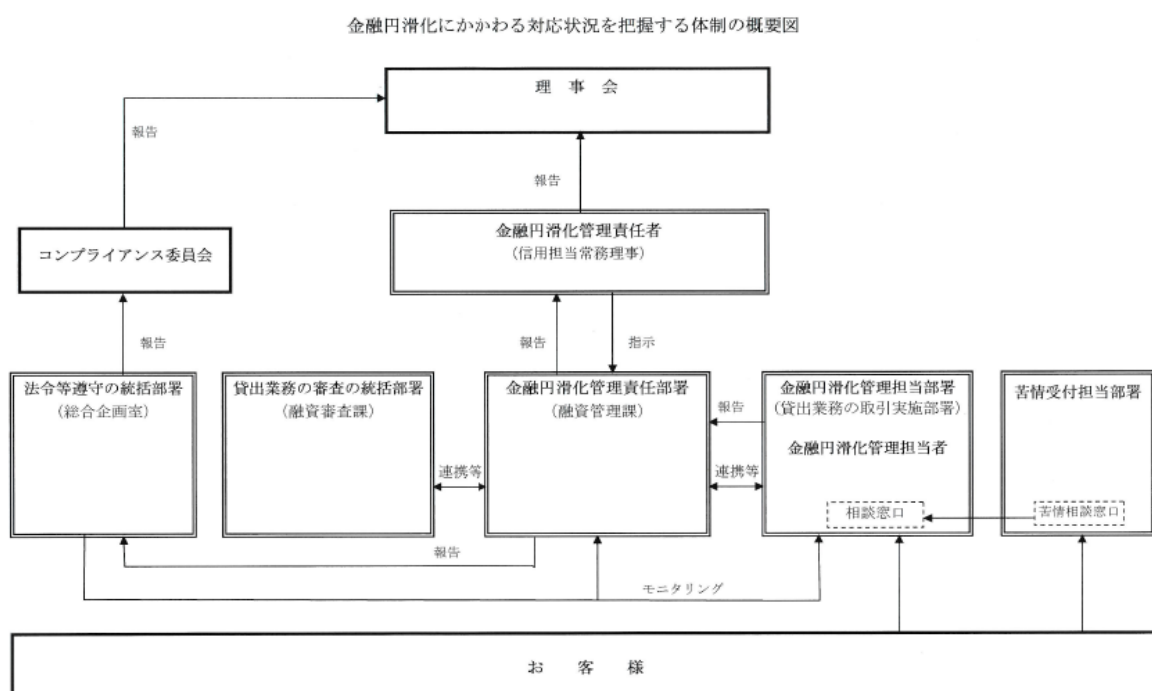 金融円滑化にかかわる対応状況を把握する体制の概要図
理 事 会
報告
報告
金融円滑化管理責任者
(信用担当常務理事)
コンプライアンス委員会
報告
報告
指示
法令等遵守の統括部署
(総合企画室)
貸出業務の審査の統括部署
(融資審査課)
金融円滑化管理責任部署
(融資管理課)
報告
金融円滑化管理担当部署
(貸出業務の取引実施部署)
金融円滑化管理担当者
苦情受付担当部署
連携等
連携等
相談窓口
苦情相談窓口
報告
モニタリング
お 客 様